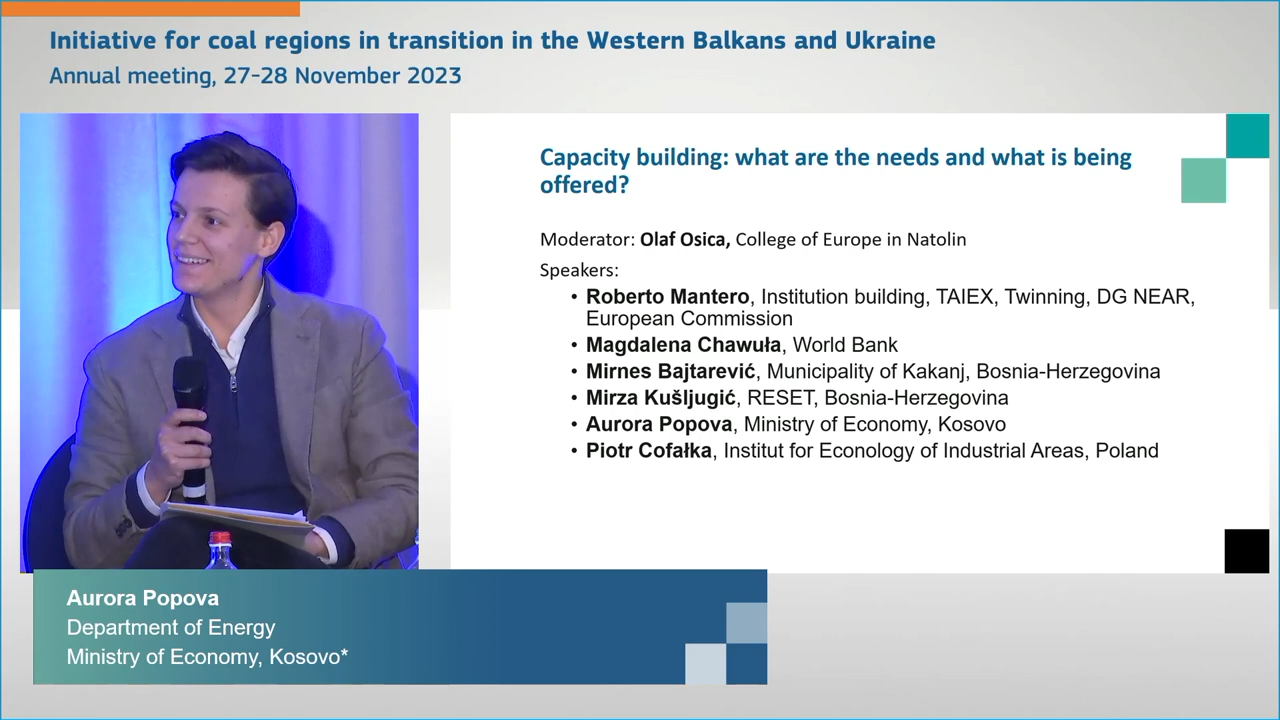 Initiative for coal regions in transition in the Western Balkans and Ukraine
Annual meeting, 27-28 November 2023
Capacity building: what are the needs and what is being
offered?
Moderator: Olaf Osica, College of Europe in Natolin
Speakers:
• Roberto Mantero, Institution building, TAIEX, Twinning, DG NEAR,
European Commission
• Magdalena Chawuła, World Bank
• Mirnes Bajtarević, Municipality of Kakanj, Bosnia-Herzegovina
• Mirza Kušljugić, RESET, Bosnia-Herzegovina
• Aurora Popova, Ministry of Economy, Kosovo
• Piotr Cofałka, Institut for Econology of Industrial Areas, Poland
Aurora Popova
Department of Energy
Ministry of Economy, Kosovo*